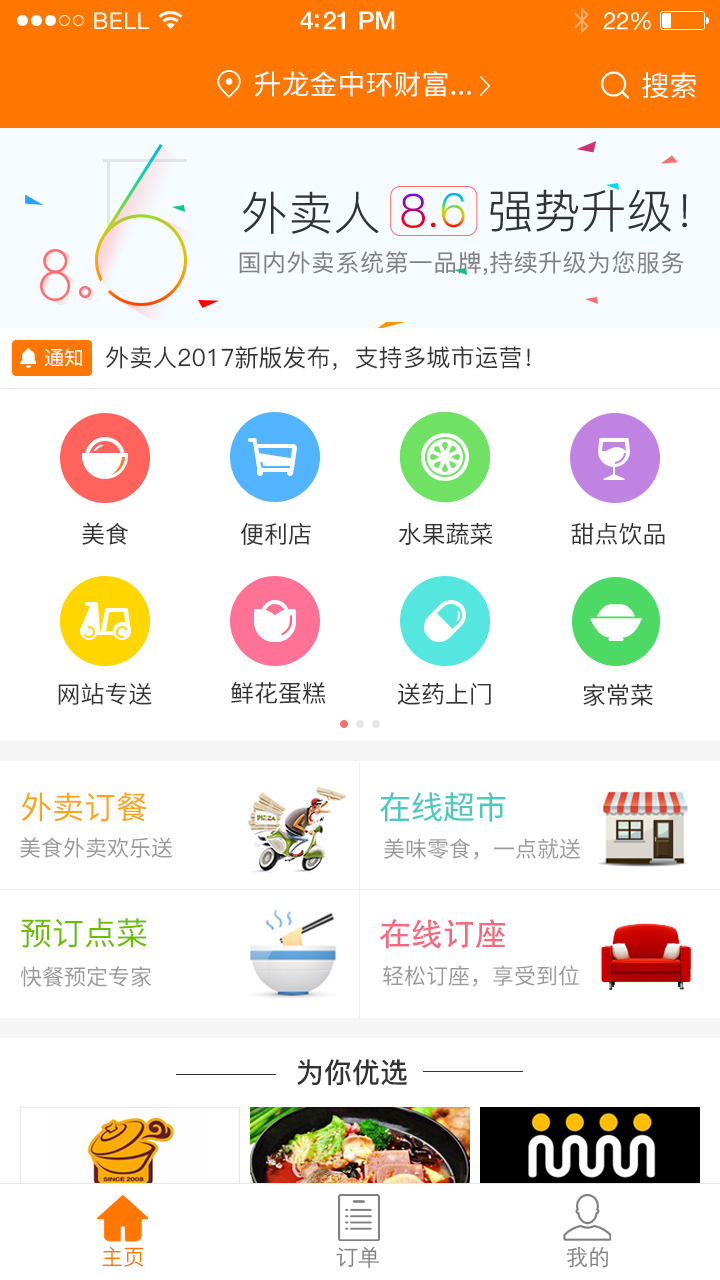 BELL 4:21 PM 22%
升龙金中环财富... 搜索
外卖人 8.6 强势升级!
8.6
国内外卖系统第一品牌,持续升级为您服务
通知 外卖人2017新版发布，支持多城市运营！
美食 便利店 水果蔬菜 甜点饮品
网站专送 鲜花蛋糕 送药上门 家常菜
外卖订餐
美食外卖欢乐送
PIZZA
在线超市
美味零食，一点就送
预订点菜
快餐预定专家
在线订座
轻松订座，享受到位
为你优选
SINCE 2008
主页 订单 我的